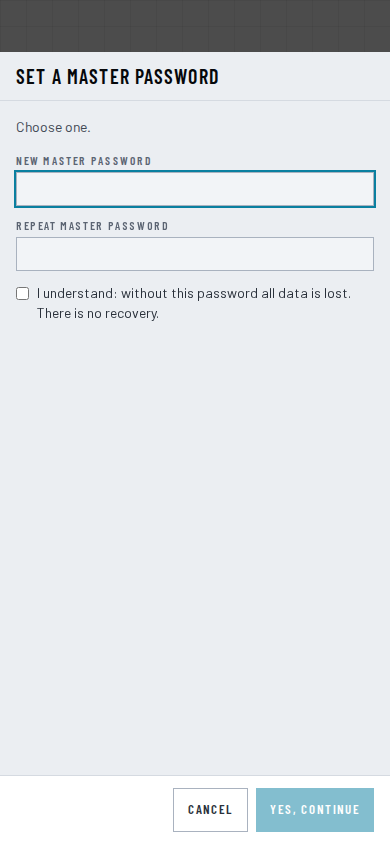 SET A MASTER PASSWORD
Choose one.
NEW MASTER PASSWORD
REPEAT MASTER PASSWORD
I understand: without this password all data is lost.
There is no recovery.
CANCEL
YES, CONTINUE